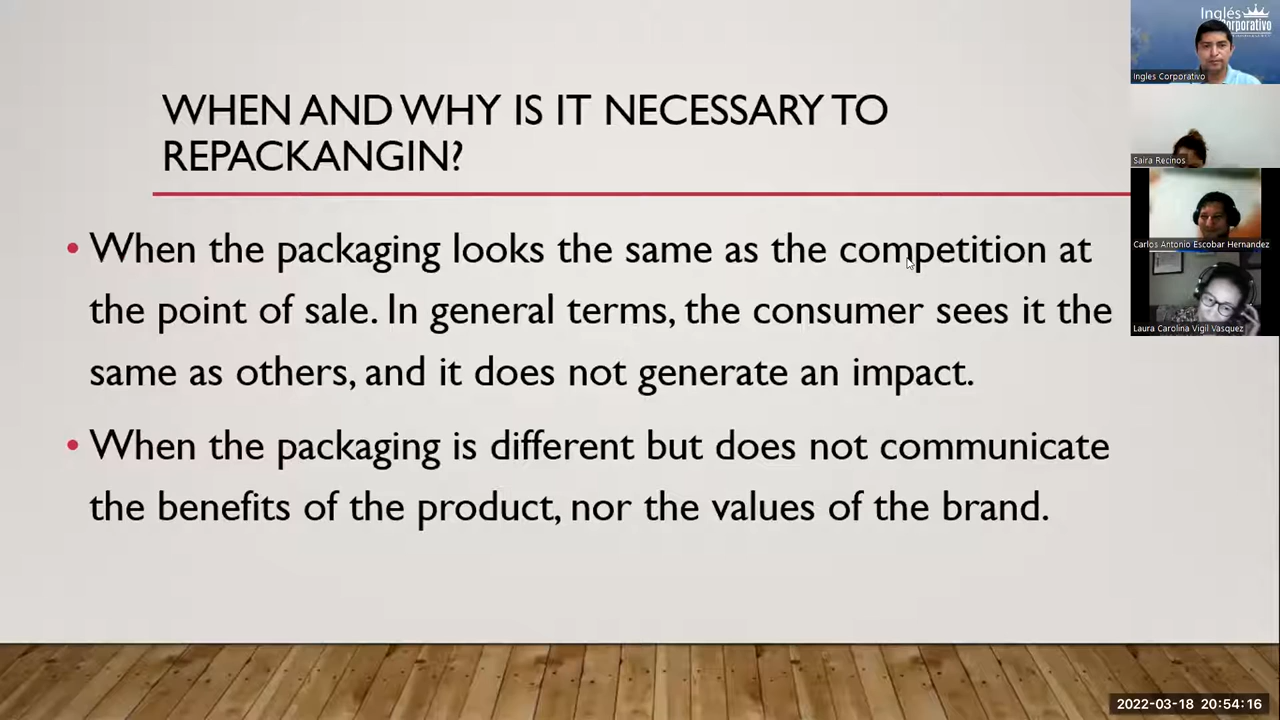 WHEN AND WHY IS IT NECESSARY TO
REPACKANGIN?
• When the packaging looks the same as the competition at
the point of sale. In general terms, the consumer sees it the
same as others, and it does not generate an impact.
• When the packaging is different but does not communicate
the benefits of the product, nor the values of the brand.
Inglés
Corporativo
Ingles Corporativo
Saira Recinos
Carlos Antonio Escobar Hernandez
Laura Carolina Vigil Vasquez
2022-03-18 20:54:16